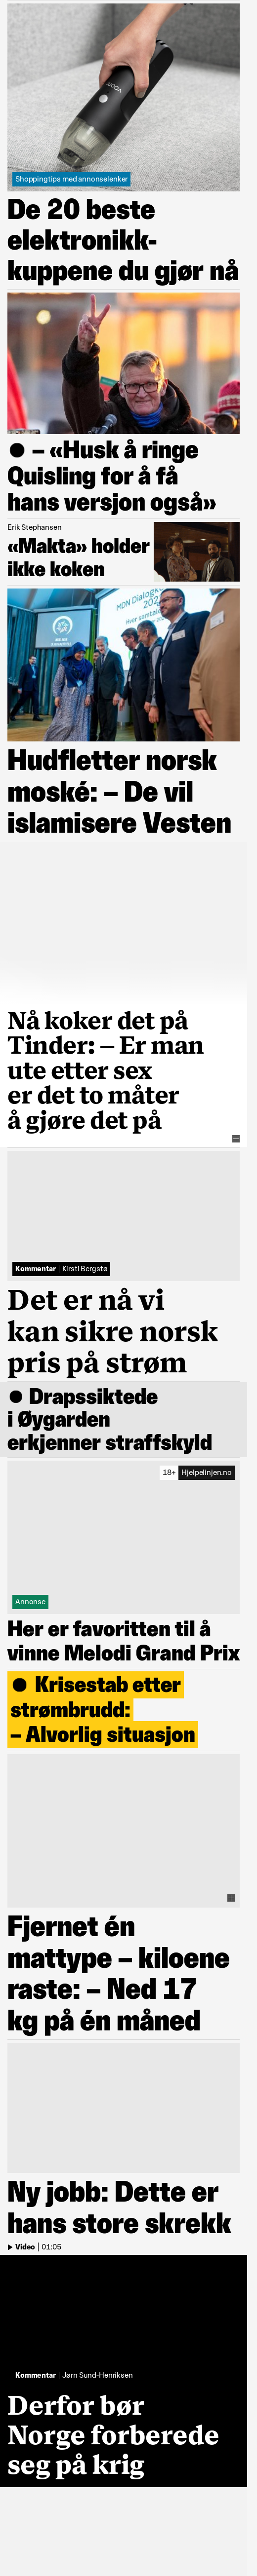 Shoppingtips med annonselenker
De 20 beste
elektronikk-
kuppene du gjør nå
– «Husk å ringe
Quisling for å få
hans versjon også»
Erik Stephansen
«Makta» holder
ikke koken
MDN Dialog
Hudfletter norsk
moské: – De vil
islamisere Vesten
Nå koker det på
Tinder: – Er man
ute etter sex
er det to måter
å gjøre det på
Kommentar | Kirsti Bergstø
Det er nå vi
kan sikre norsk
pris på strøm
Drapssiktede
i Øygarden
erkjenner straffskyld
18+ Hjelpelinjen.no
Annonse
Her er favoritten til å
vinne Melodi Grand Prix
Krisestab etter
strømbrudd:
– Alvorlig situasjon
Fjernet én
mattype – kiloene
raste: – Ned 17
kg på én måned
Ny jobb: Dette er
hans store skrekk
Video | 01:05
Kommentar | Jørn Sund-Henriksen
Derfor bør
Norge forberede
seg på krig